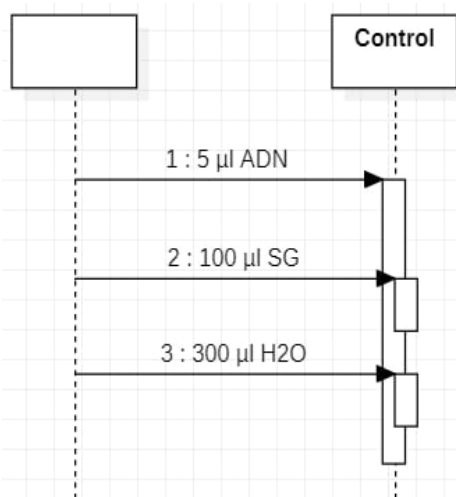 Control
1 : 5 µl ADN
2 : 100 µl SG
3 : 300 µl H2O